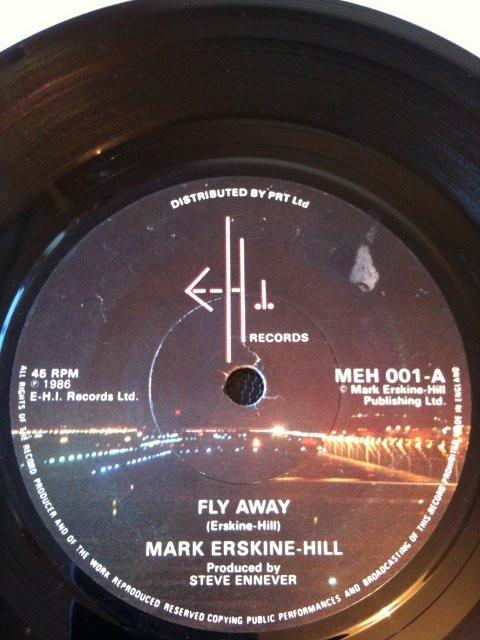 DISTRIBUTED BY PRT Ltd
E-H.I.
RECORDS
45 RPM
℗ 1986
E-H.I. Records Ltd.
MEH 001-A
© Mark Erskine-Hill
Publishing Ltd.
FLY AWAY
(Erskine-Hill)
MARK ERSKINE-HILL
Produced by
STEVE ENNEVER
ALL RIGHTS OF THE RECORD PRODUCER AND OF THE WORK REPRODUCED RESERVED COPYING PUBLIC PERFORMANCES AND BROADCASTING OF THIS RECORD PROHIBITED MADE IN ENGLAND